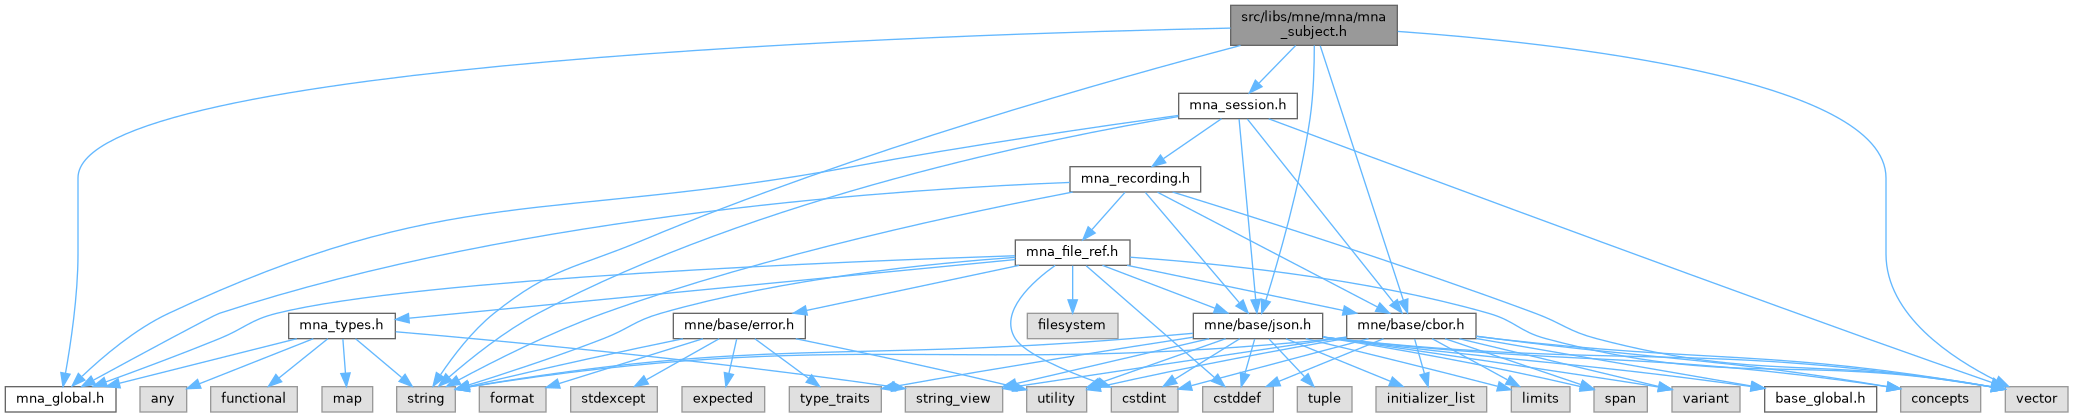 src/libs/mne/mna/mna
_subject.h
mna_session.h
mna_recording.h
mna_file_ref.h
mna_types.h
mne/base/error.h
filesystem
mne/base/json.h
mne/base/cbor.h
mna_global.h
any
functional
map
string
format
stdexcept
expected
type_traits
string_view
utility
cstdint
cstddef
tuple
initializer_list
limits
span
variant
base_global.h
concepts
vector